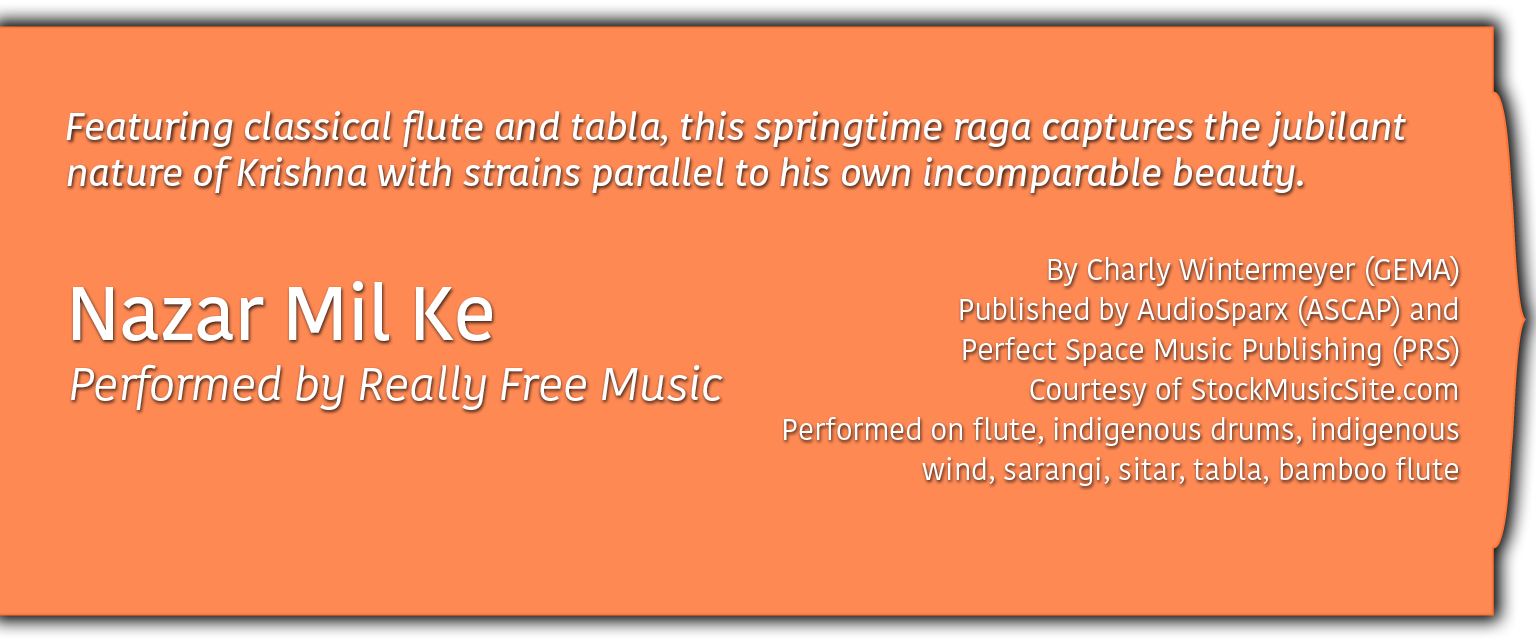 Featuring classical flute and tabla, this springtime raga captures the jubilant
nature of Krishna with strains parallel to his own incomparable beauty.
Nazar Mil Ke
Performed by Really Free Music
By Charly Wintermeyer (GEMA)
Published by AudioSparx (ASCAP) and
Perfect Space Music Publishing (PRS)
Courtesy of StockMusicSite.com
Performed on flute, indigenous drums, indigenous
wind, sarangi, sitar, tabla, bamboo flute